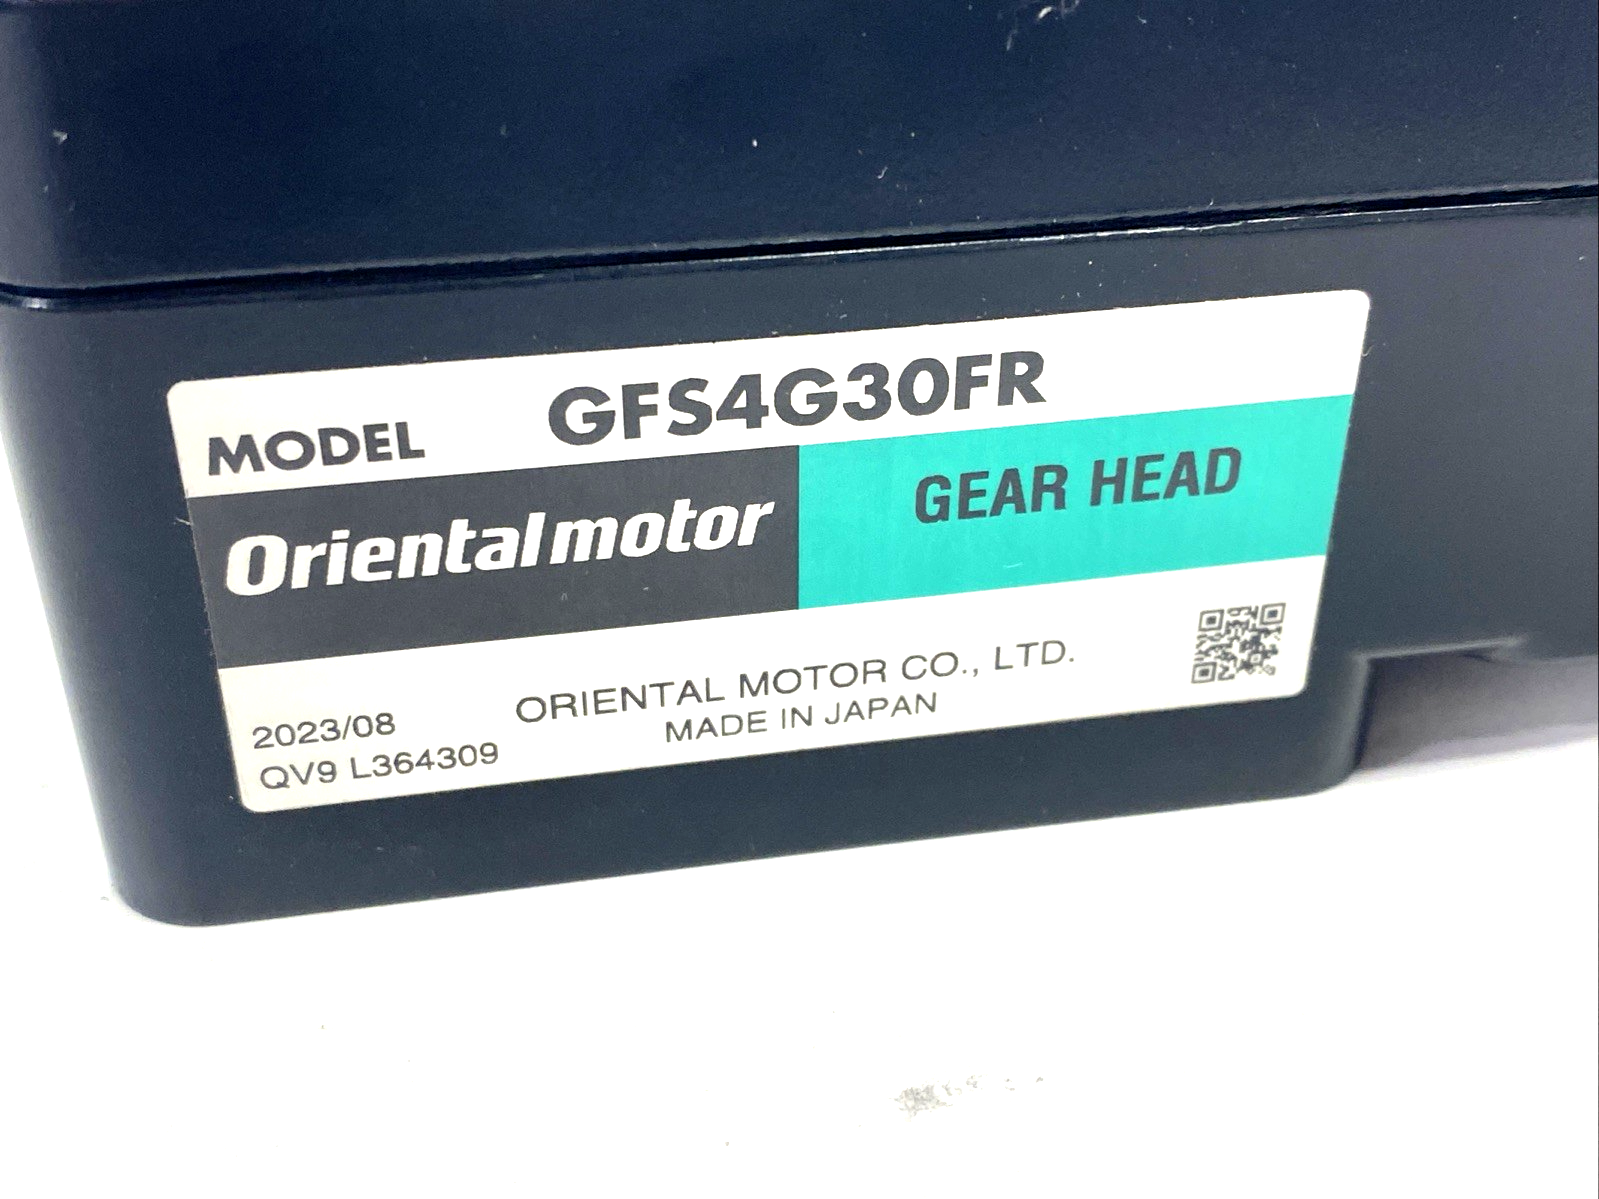 MODEL GFS4G30FR
Orientalmotor GEAR HEAD
ORIENTAL MOTOR CO., LTD.
MADE IN JAPAN
2023/08
QV9 L364309